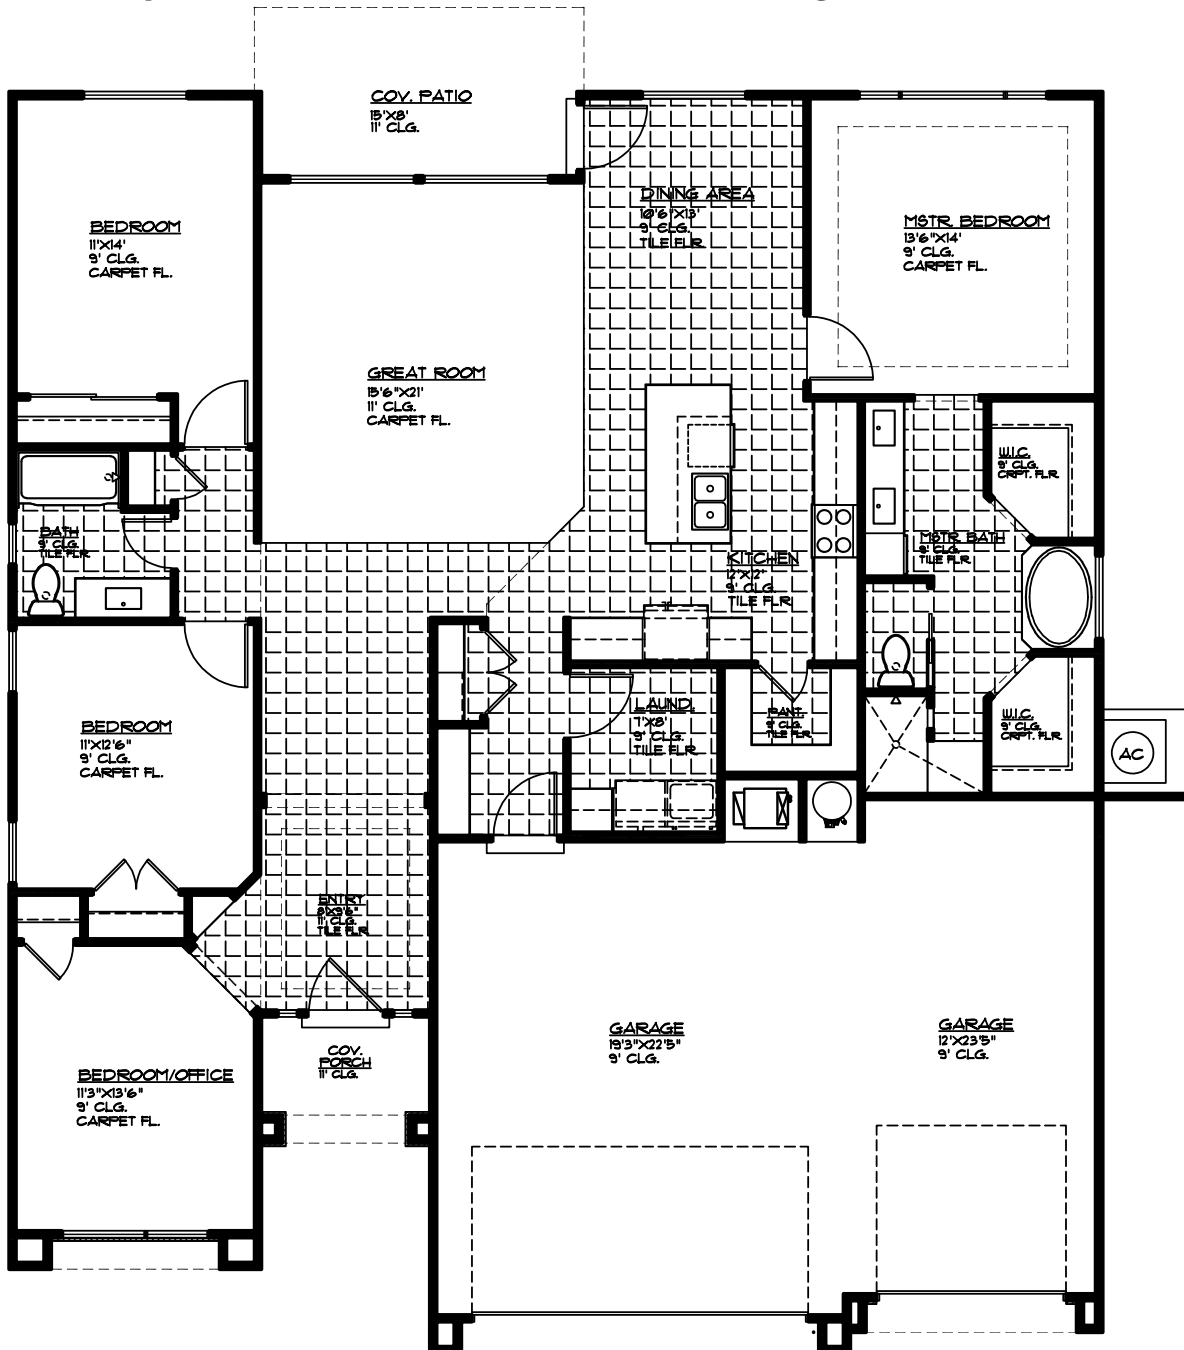 COV. PATIO
15'X8'
11' CLG.
BEDROOM
11'X14'
9' CLG.
CARPET FL.
DINING AREA
10'6"X13'
9' CLG.
TILE FLR
MSTR. BEDROOM
13'6"X14'
9' CLG.
CARPET FL.
GREAT ROOM
15'6"X21'
11' CLG.
CARPET FL.
W.I.C.
9' CLG.
CRPT. FLR
BATH
9' CLG.
TILE FLR
KITCHEN
9' CLG.
TILE FLR
MSTR. BATH
9' CLG.
TILE FLR
BEDROOM
11'X12'6"
9' CLG.
CARPET FL.
LAUND.
7'X8'
9' CLG.
TILE FLR
PANT.
9' CLG.
TILE FLR
W.I.C.
9' CLG.
CRPT. FLR
AC
ENTRY
11' CLG.
TILE FLR
COV.
PORCH
11' CLG.
GARAGE
19'3"X22'5"
9' CLG.
GARAGE
12'X23'5"
9' CLG.
BEDROOM/OFFICE
11'3"X13'6"
9' CLG.
CARPET FL.